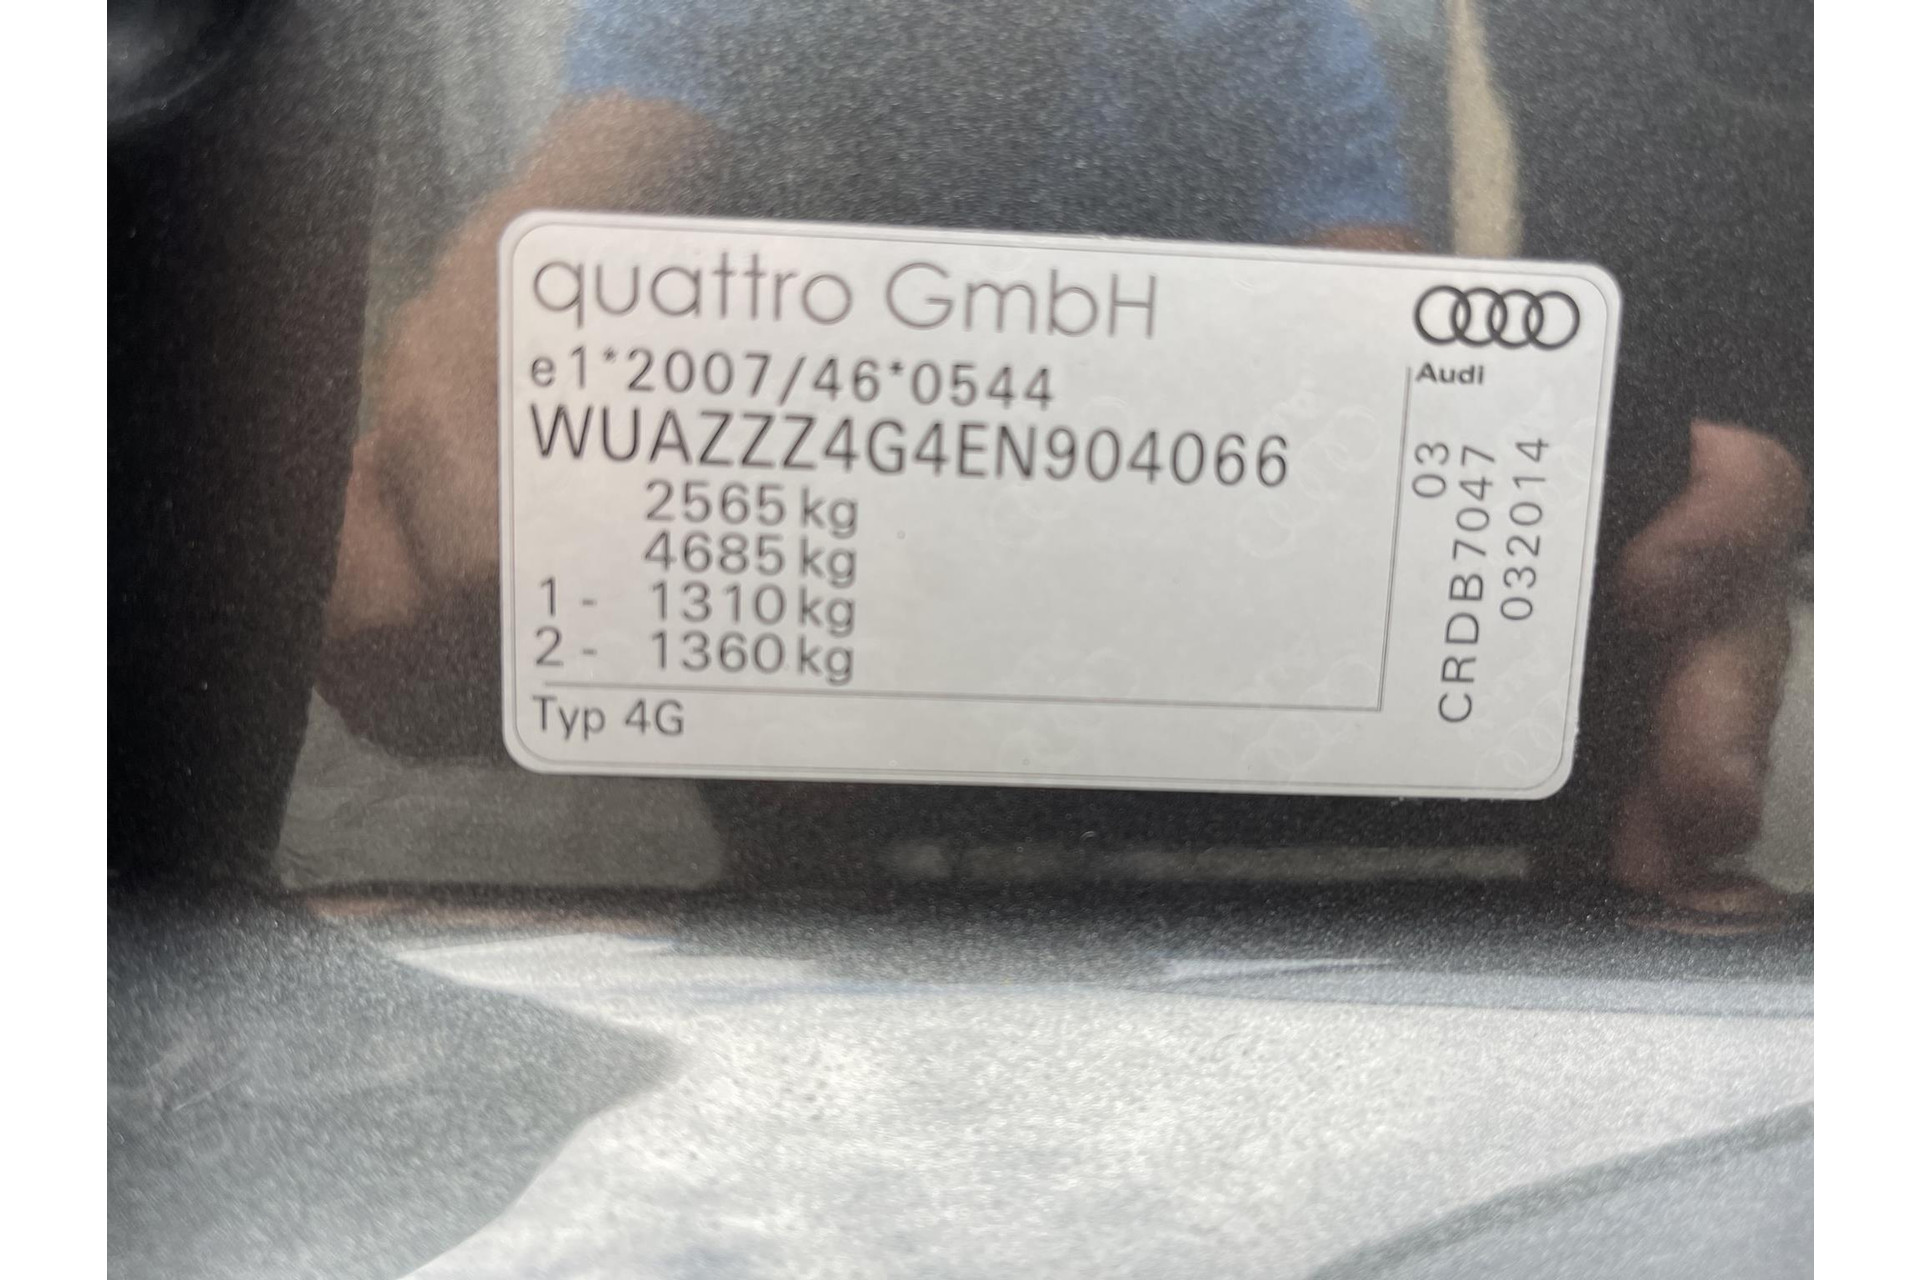 quattro GmbH
e1*2007/46*0544
WUAZZZ4G4EN904066
2565 kg
4685 kg
1 - 1310 kg
2 - 1360 kg
Typ 4G
Audi
03
CRDB7047
032014